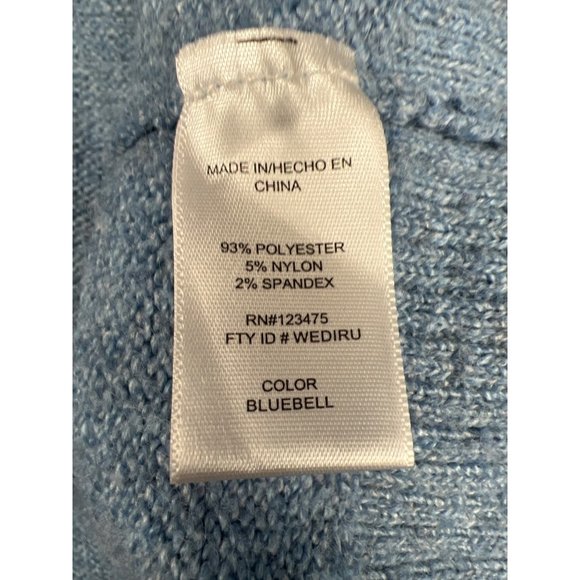 MADE IN/HECHO EN
CHINA
93% POLYESTER
5% NYLON
2% SPANDEX
RN#123475
FTY ID # WEDIRU
COLOR
BLUEBELL